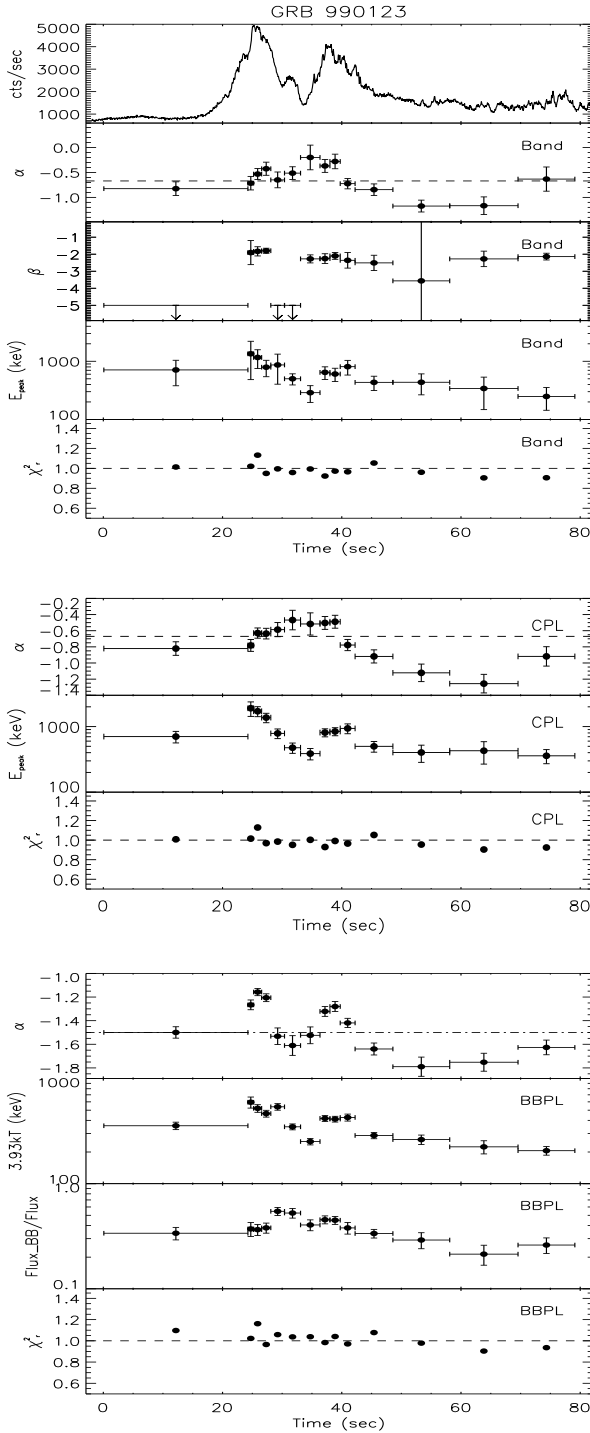 GRB 990123
cts/sec
5000
4000
3000
2000
1000
α
0.0
−0.5
−1.0
Band
β
−1
−2
−3
−4
−5
Band
Epeak (keV)
1000
100
Band
χ²r
1.4
1.2
1.0
0.8
0.6
Band
0 20 40 60 80
Time (sec)
α
−0.2
−0.4
−0.6
−0.8
−1.0
−1.2
−1.4
CPL
Epeak (keV)
1000
100
CPL
χ²r
1.4
1.2
1.0
0.8
0.6
CPL
0 20 40 60 80
Time (sec)
α
−1.0
−1.2
−1.4
−1.6
−1.8
3.93kT (keV)
1000
100
BBPL
Flux_BB/Flux
1.0
0.1
BBPL
χ²r
1.4
1.2
1.0
0.8
0.6
BBPL
0 20 40 60 80
Time (sec)